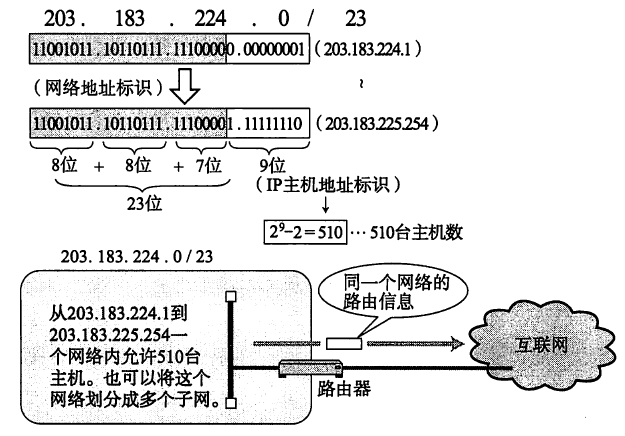 203. 183 . 224 . 0 / 23
11001011.10110111.11100000.00000001(203.183.224.1)
(网络地址标识) ~
11001011.10110111.11100001.11111110(203.183.225.254)
8位 + 8位 + 7位 9位
23位 (IP主机地址标识)
2⁹-2=510…510台主机数
203.183.224.0/23
同一个网络的
路由信息
从203.183.224.1到
203.183.225.254一
个网络内允许510台
主机。也可以将这个
网络划分成多个子网。
互联网
路由器